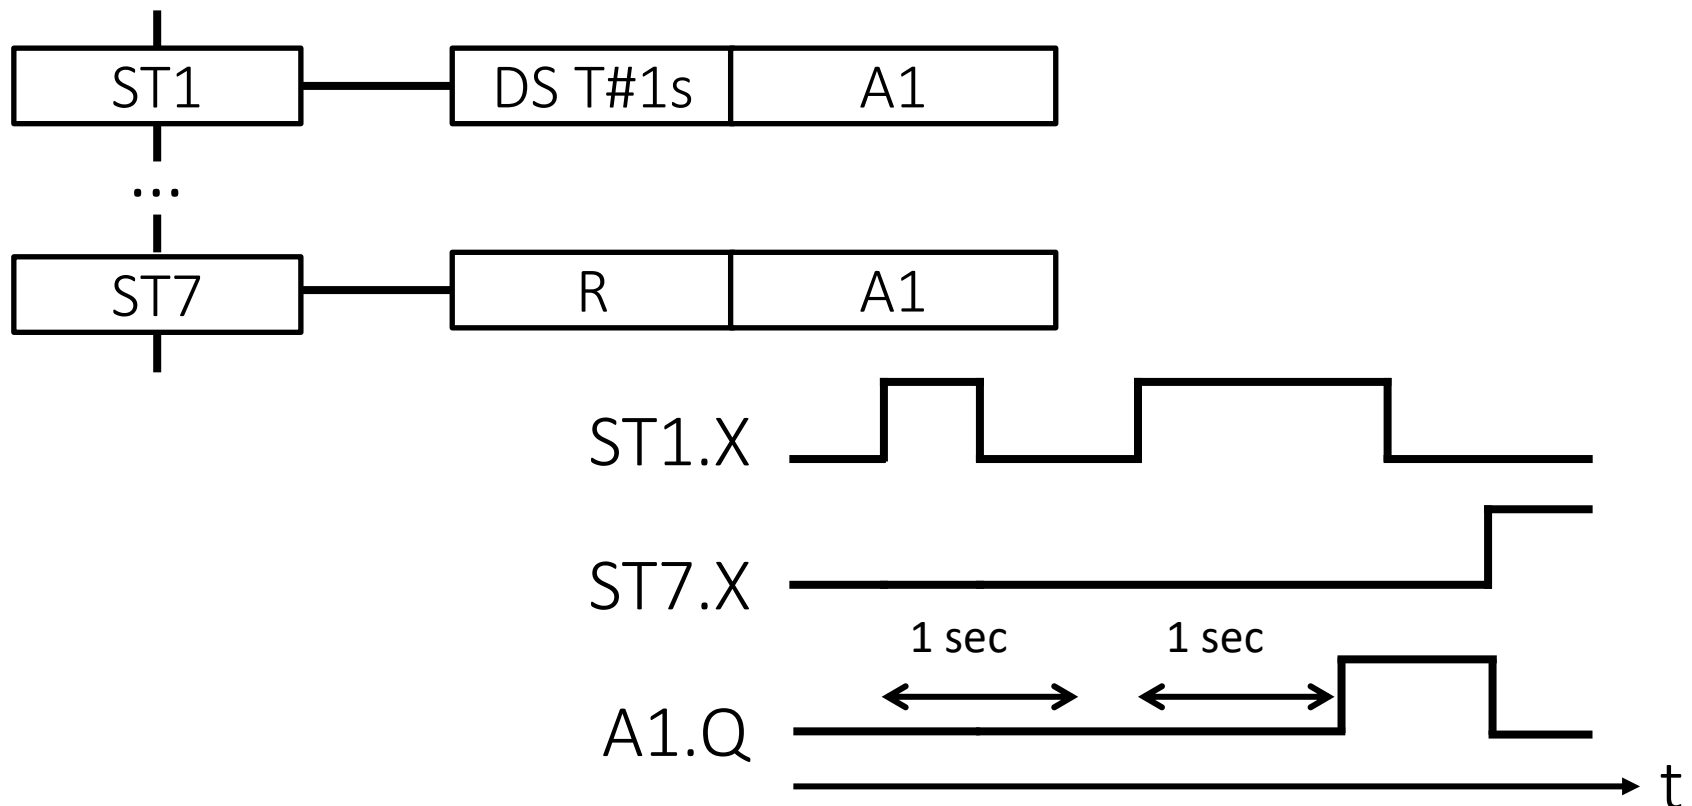 ST1 DS T#1s A1
...
ST7 R A1
ST1.X
ST7.X
1 sec 1 sec
A1.Q
t